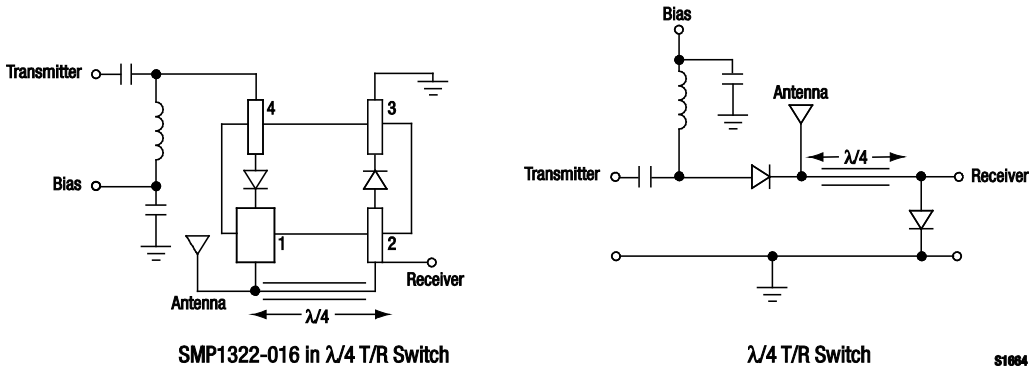 Bias
Transmitter
4
3
Antenna
λ/4
Transmitter
Receiver
Bias
1
2
Receiver
Antenna
λ/4
SMP1322-016 in λ/4 T/R Switch
λ/4 T/R Switch
S1664